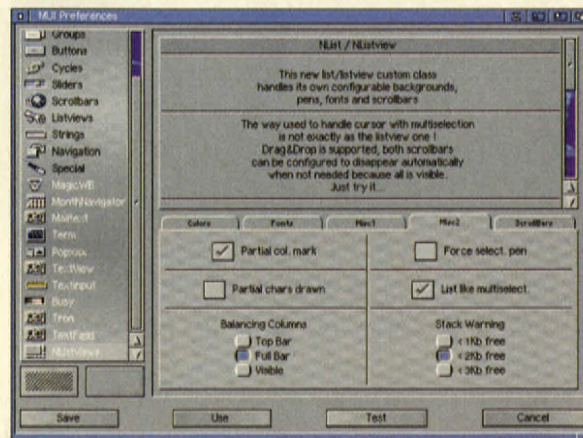 MUI Preferences
Groups
Buttons
Cycles
Sliders
Scrollbars
Listviews
Strings
Navigation
Special
MagicWB
MonthNavigator
Mailtext
Term
Popups
TextView
TextInput
Busy
Tron
TextField
NListviews
NList / NListview
This new list/listview custom class
handles its own configurable backgrounds,
pens, fonts and scrollbars
The way used to handle cursor with multiselection
is not exactly as the listview one !
Drag&Drop is supported, both scrollbars
can be configured to disappear automatically
when not needed because all is visible.
Just try it...
Colors
Fonts
Misc1
Misc2
ScrollBars
Partial col. mark
Force select. pen
Partial chars drawn
List like multiselect.
Balancing Columns
Top Bar
Full Bar
Visible
Stack Warning
<1Kb free
<2Kb free
<3Kb free
Save
Use
Test
Cancel